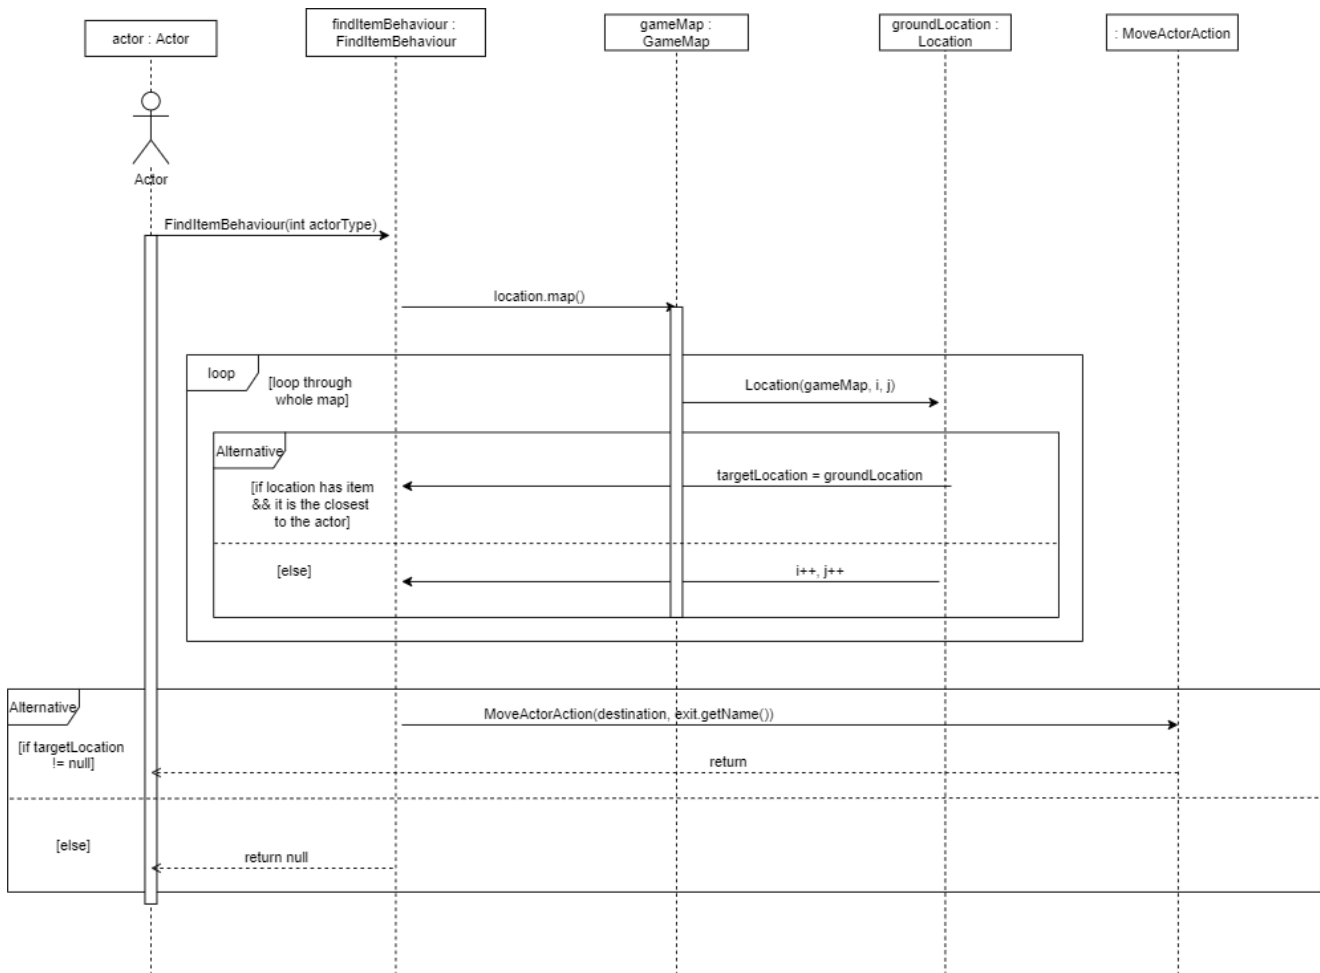 actor : Actor
findItemBehaviour :
FindItemBehaviour
gameMap :
GameMap
groundLocation :
Location
: MoveActorAction
Actor
FindItemBehaviour(int actorType)
location.map()
loop
[loop through
whole map]
Location(gameMap, i, j)
Alternative
[if location has item
&& it is the closest
to the actor]
targetLocation = groundLocation
[else]
i++, j++
Alternative
[if targetLocation
!= null]
MoveActorAction(destination, exit.getName())
return
[else]
return null